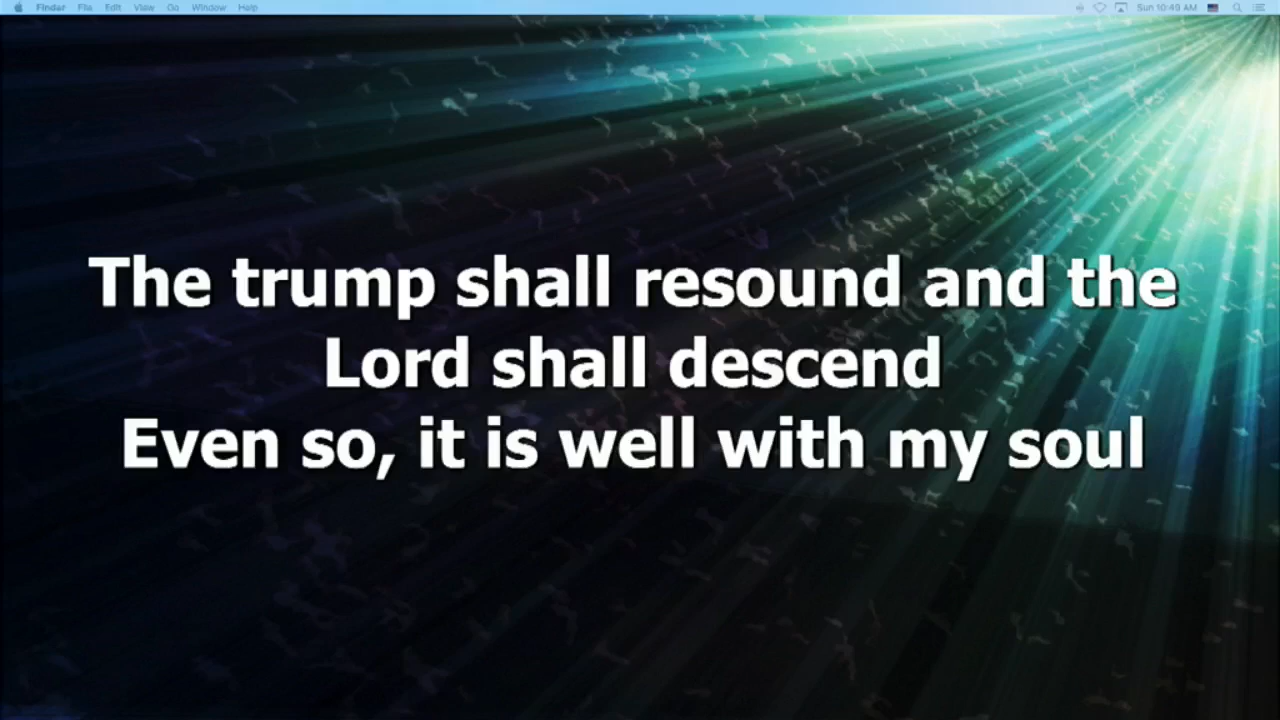 Finder File Edit View Go Window Help Sun 10:49 AM
The trump shall resound and the
Lord shall descend
Even so, it is well with my soul